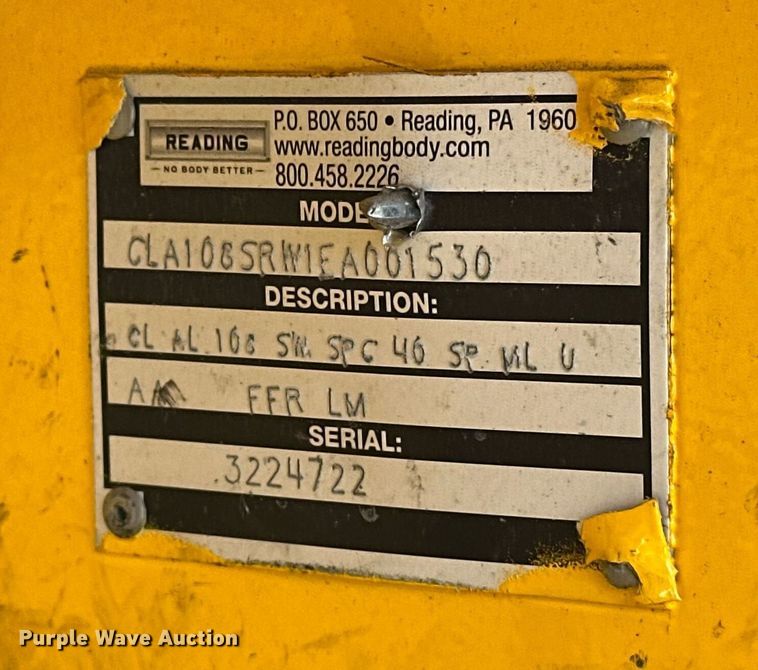 READING
NO BODY BETTER
P.O. BOX 650 • Reading, PA 1960
www.readingbody.com
800.458.2226
MODE
CLA108SRW1EA001530
DESCRIPTION:
CL AL 108 SW SPC 40 SP ML U
FFR LM
SERIAL:
3224722
Purple Wave Auction